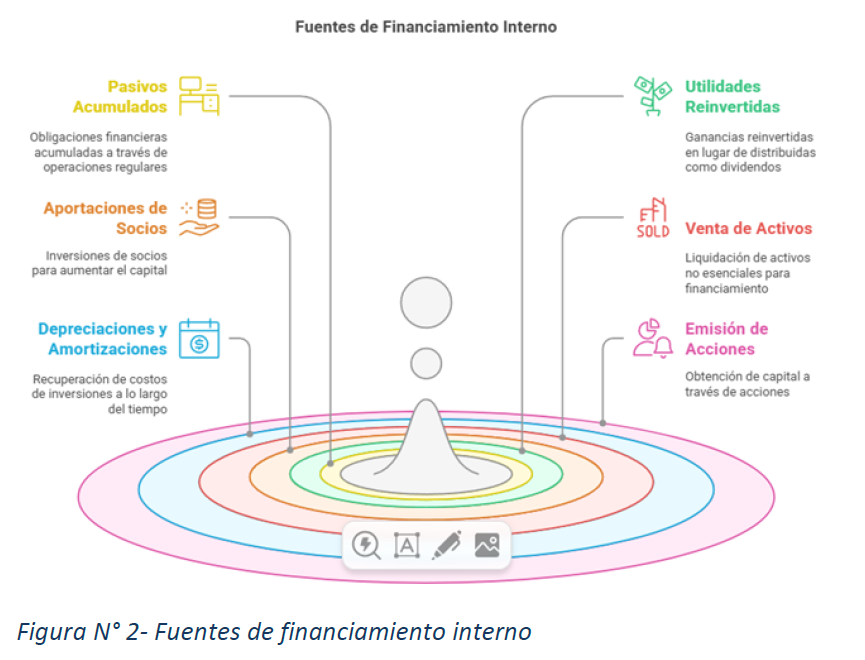 Fuentes de Financiamiento Interno
Pasivos
Acumulados
Obligaciones financieras
acumuladas a través de
operaciones regulares
Aportaciones de
Socios
Inversiones de socios
para aumentar el capital
Depreciaciones y
Amortizaciones
Recuperación de costos
de inversiones a lo largo
del tiempo
Utilidades
Reinvertidas
Ganancias reinvertidas
en lugar de distribuidas
como dividendos
SOLD
Venta de Activos
Liquidación de activos
no esenciales para
financiamiento
Emisión de
Acciones
Obtención de capital a
través de acciones
A
Figura N° 2- Fuentes de financiamiento interno